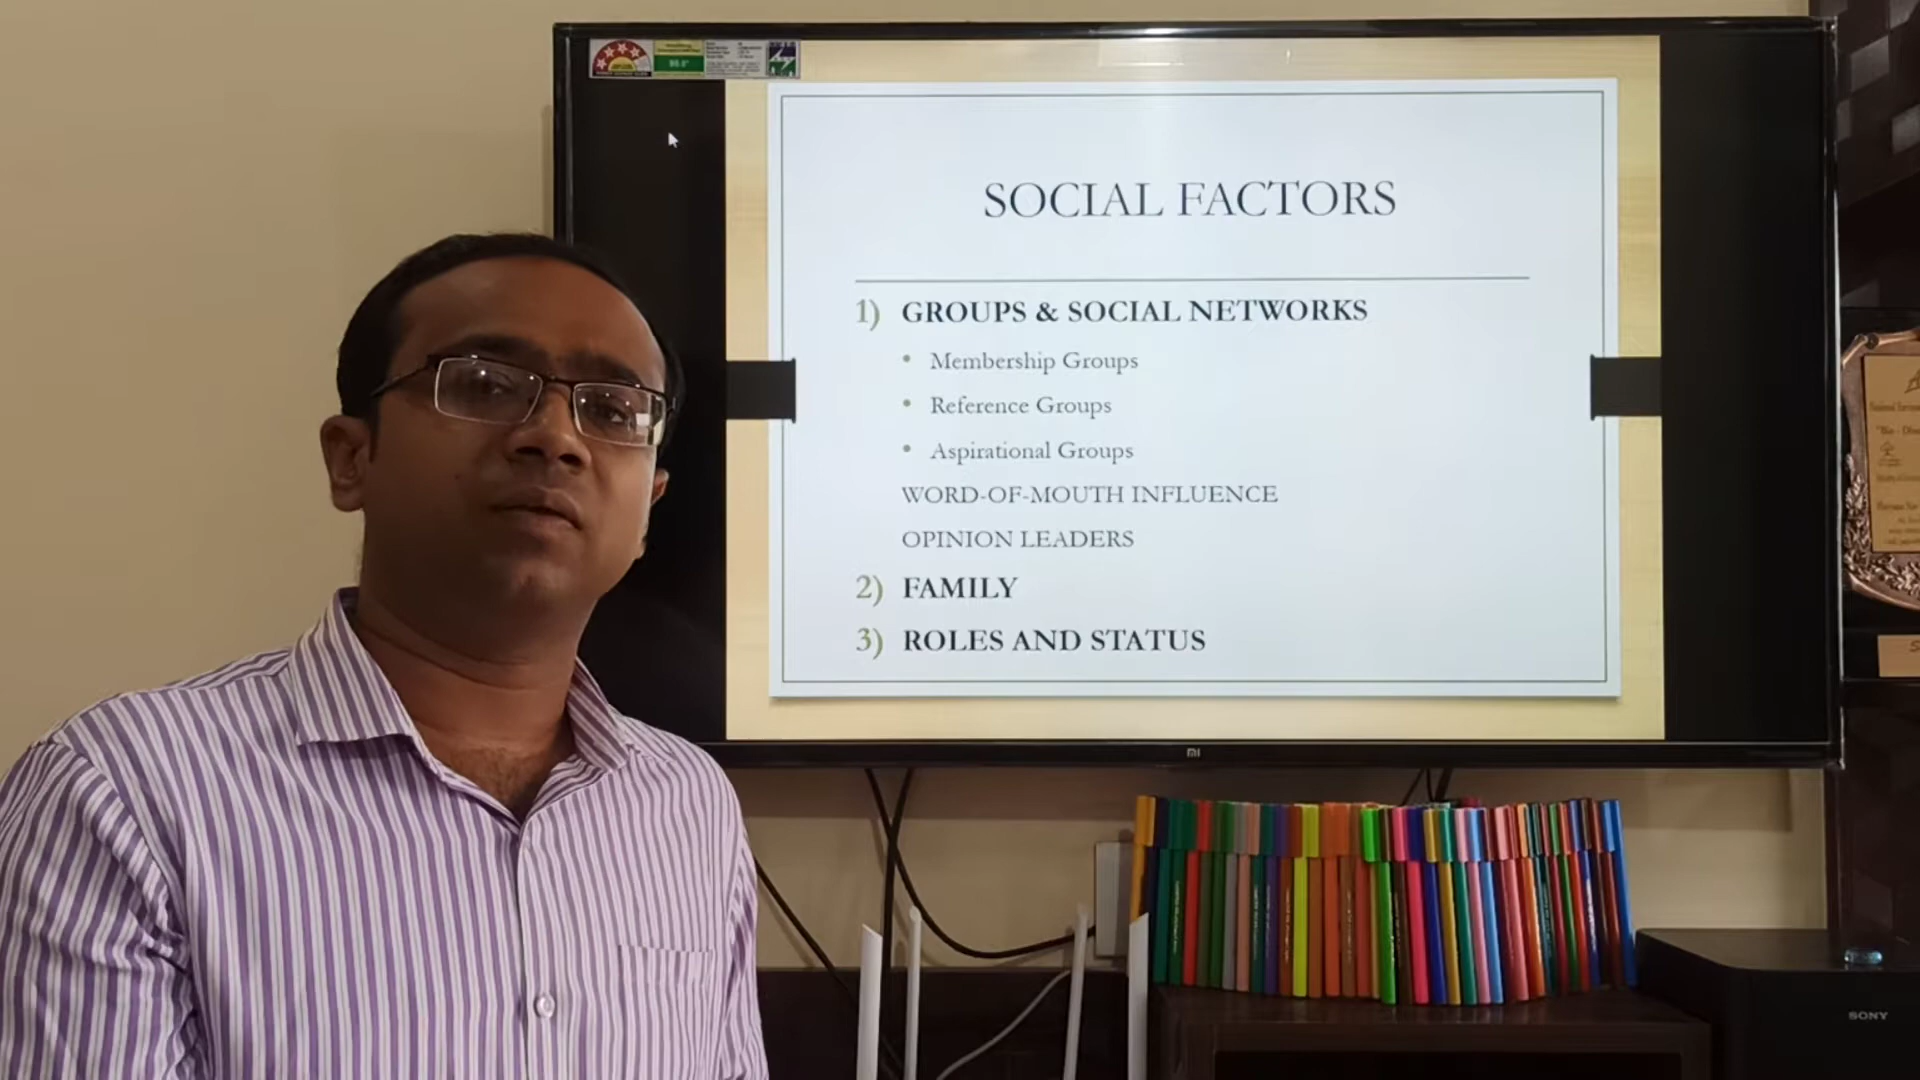 SOCIAL FACTORS
1) GROUPS & SOCIAL NETWORKS
• Membership Groups
• Reference Groups
• Aspirational Groups
WORD-OF-MOUTH INFLUENCE
OPINION LEADERS
2) FAMILY
3) ROLES AND STATUS
mi
SONY